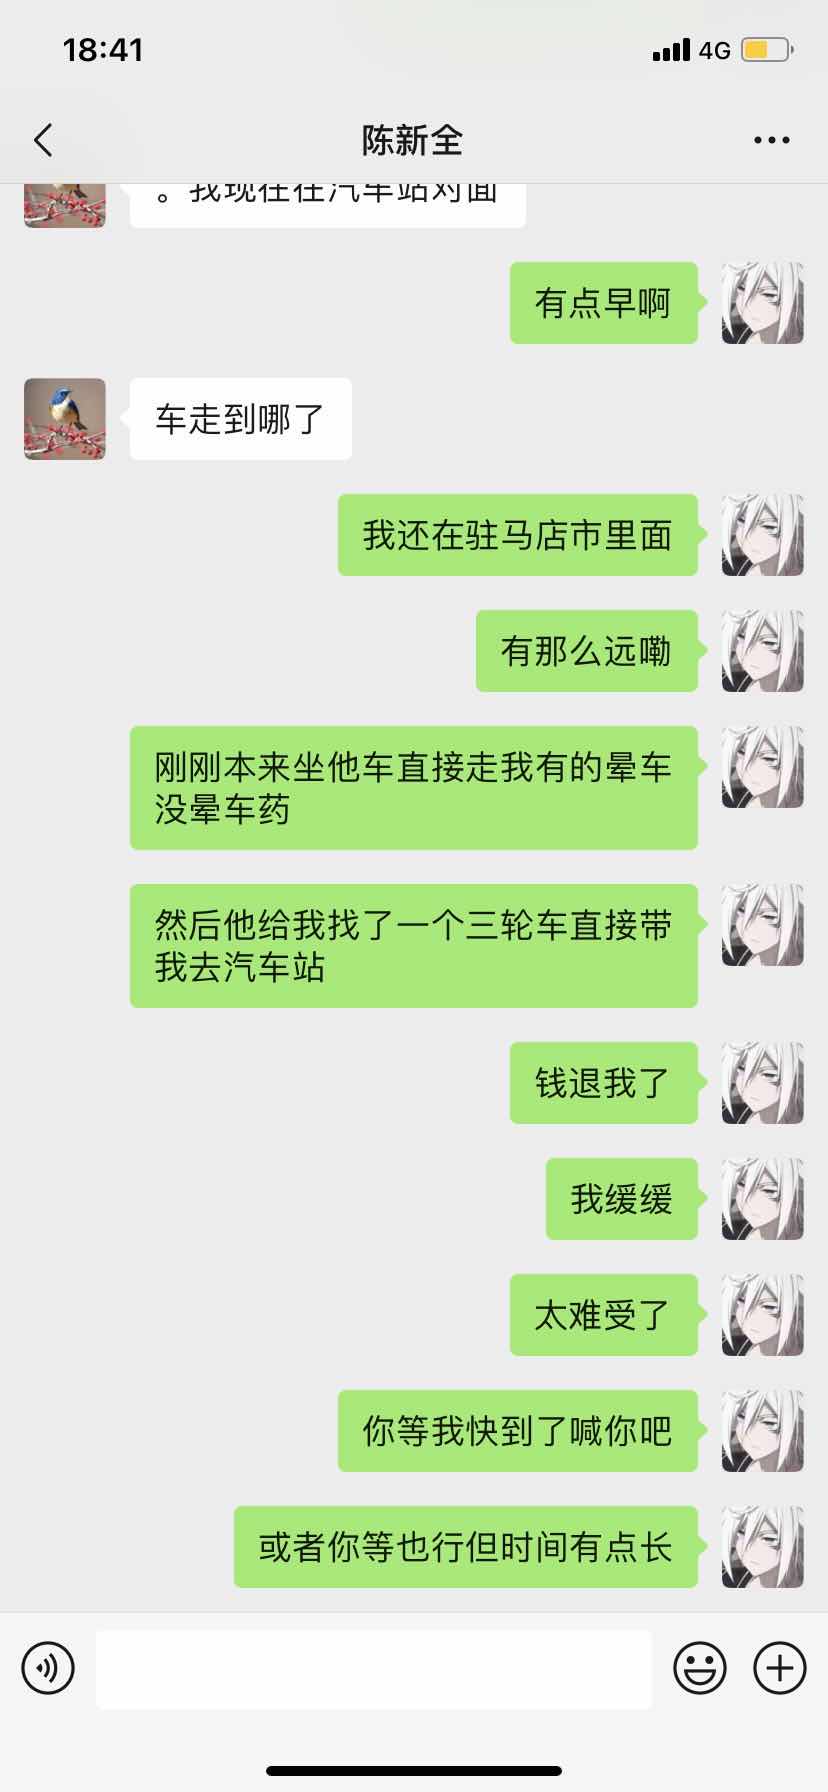 18:41
4G
陈新全
。我现在在汽车站对面
有点早啊
车走到哪了
我还在驻马店市里面
有那么远嘞
刚刚本来坐他车直接走我有的晕车
没晕车药
然后他给我找了一个三轮车直接带
我去汽车站
钱退我了
我缓缓
太难受了
你等我快到了喊你吧
或者你等也行但时间有点长